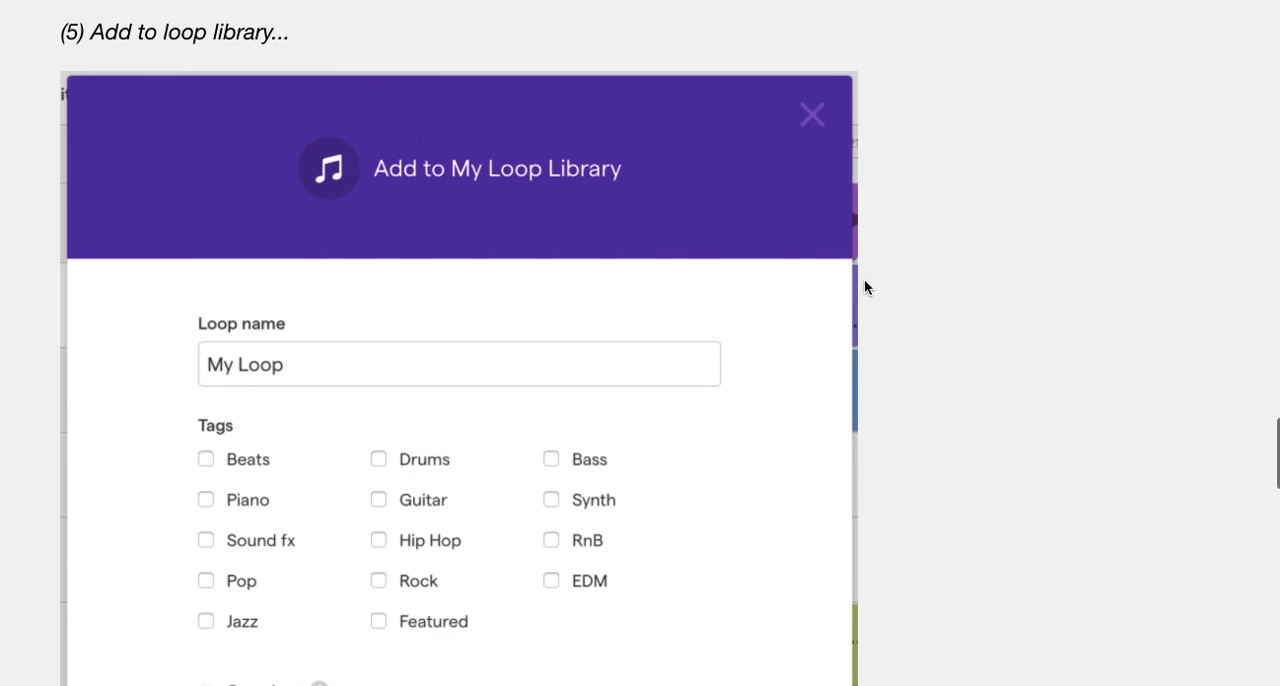 (5) Add to loop library...
Add to My Loop Library
Loop name
My Loop
Tags
Beats Drums Bass
Piano Guitar Synth
Sound fx Hip Hop RnB
Pop Rock EDM
Jazz Featured